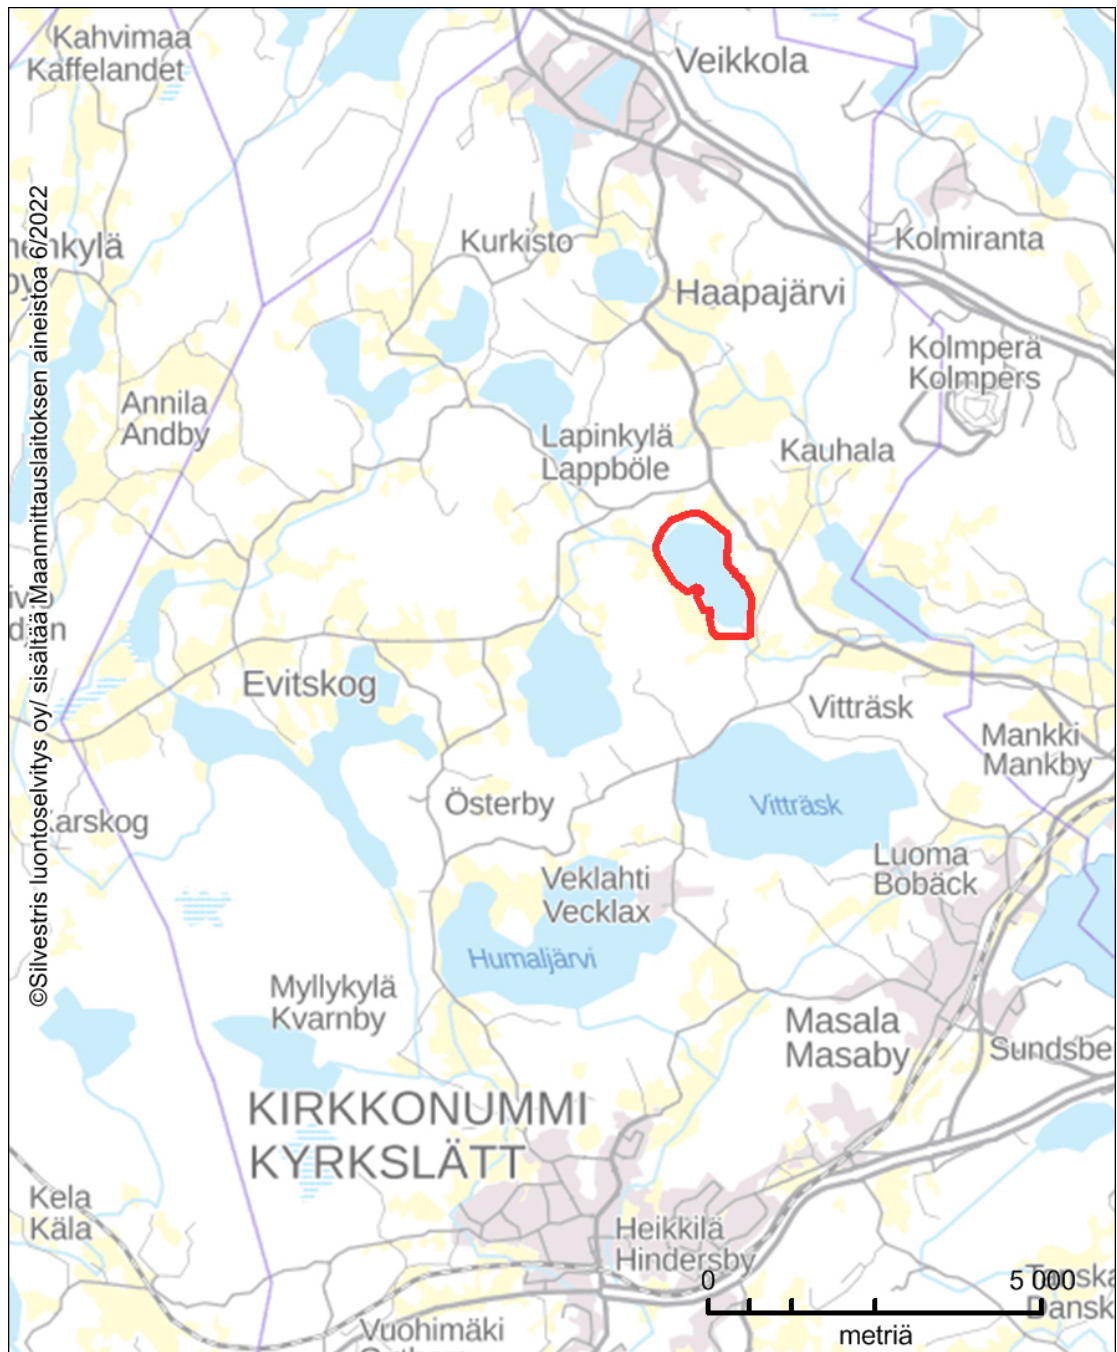 Kahvimaa
Kaffelandet
Veikkola
Kurkisto
Kolmiranta
Haapajärvi
Kolmperä
Kolmpers
Annila
Andby
Lapinkylä
Lappböle
Kauhala
Evitskog
Vitträsk
Mankki
Mankby
Österby
Vitträsk
Luoma
Bobäck
Veklahti
Vecklax
Humaljärvi
Myllykylä
Kvarnby
Masala
Masaby
Sundsbe
KIRKKONUMMI
KYRKSLÄTT
Kela
Käla
Heikkilä
Hindersby
0 5 000
metriä
Vuohimäki
©Silvestris luontoselvitys oy/ sisältää Maanmittauslaitoksen aineistoa 6/2022